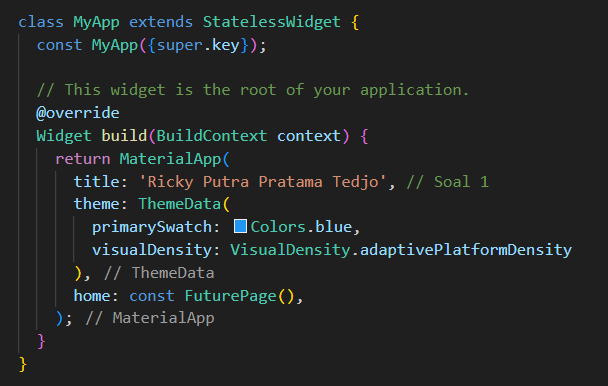 class MyApp extends StatelessWidget {
  const MyApp({super.key});

  // This widget is the root of your application.
  @override
  Widget build(BuildContext context) {
    return MaterialApp(
      title: 'Ricky Putra Pratama Tedjo', // Soal 1
      theme: ThemeData(
        primarySwatch: Colors.blue,
        visualDensity: VisualDensity.adaptivePlatformDensity
      ), // ThemeData
      home: const FuturePage(),
    ); // MaterialApp
  }
}